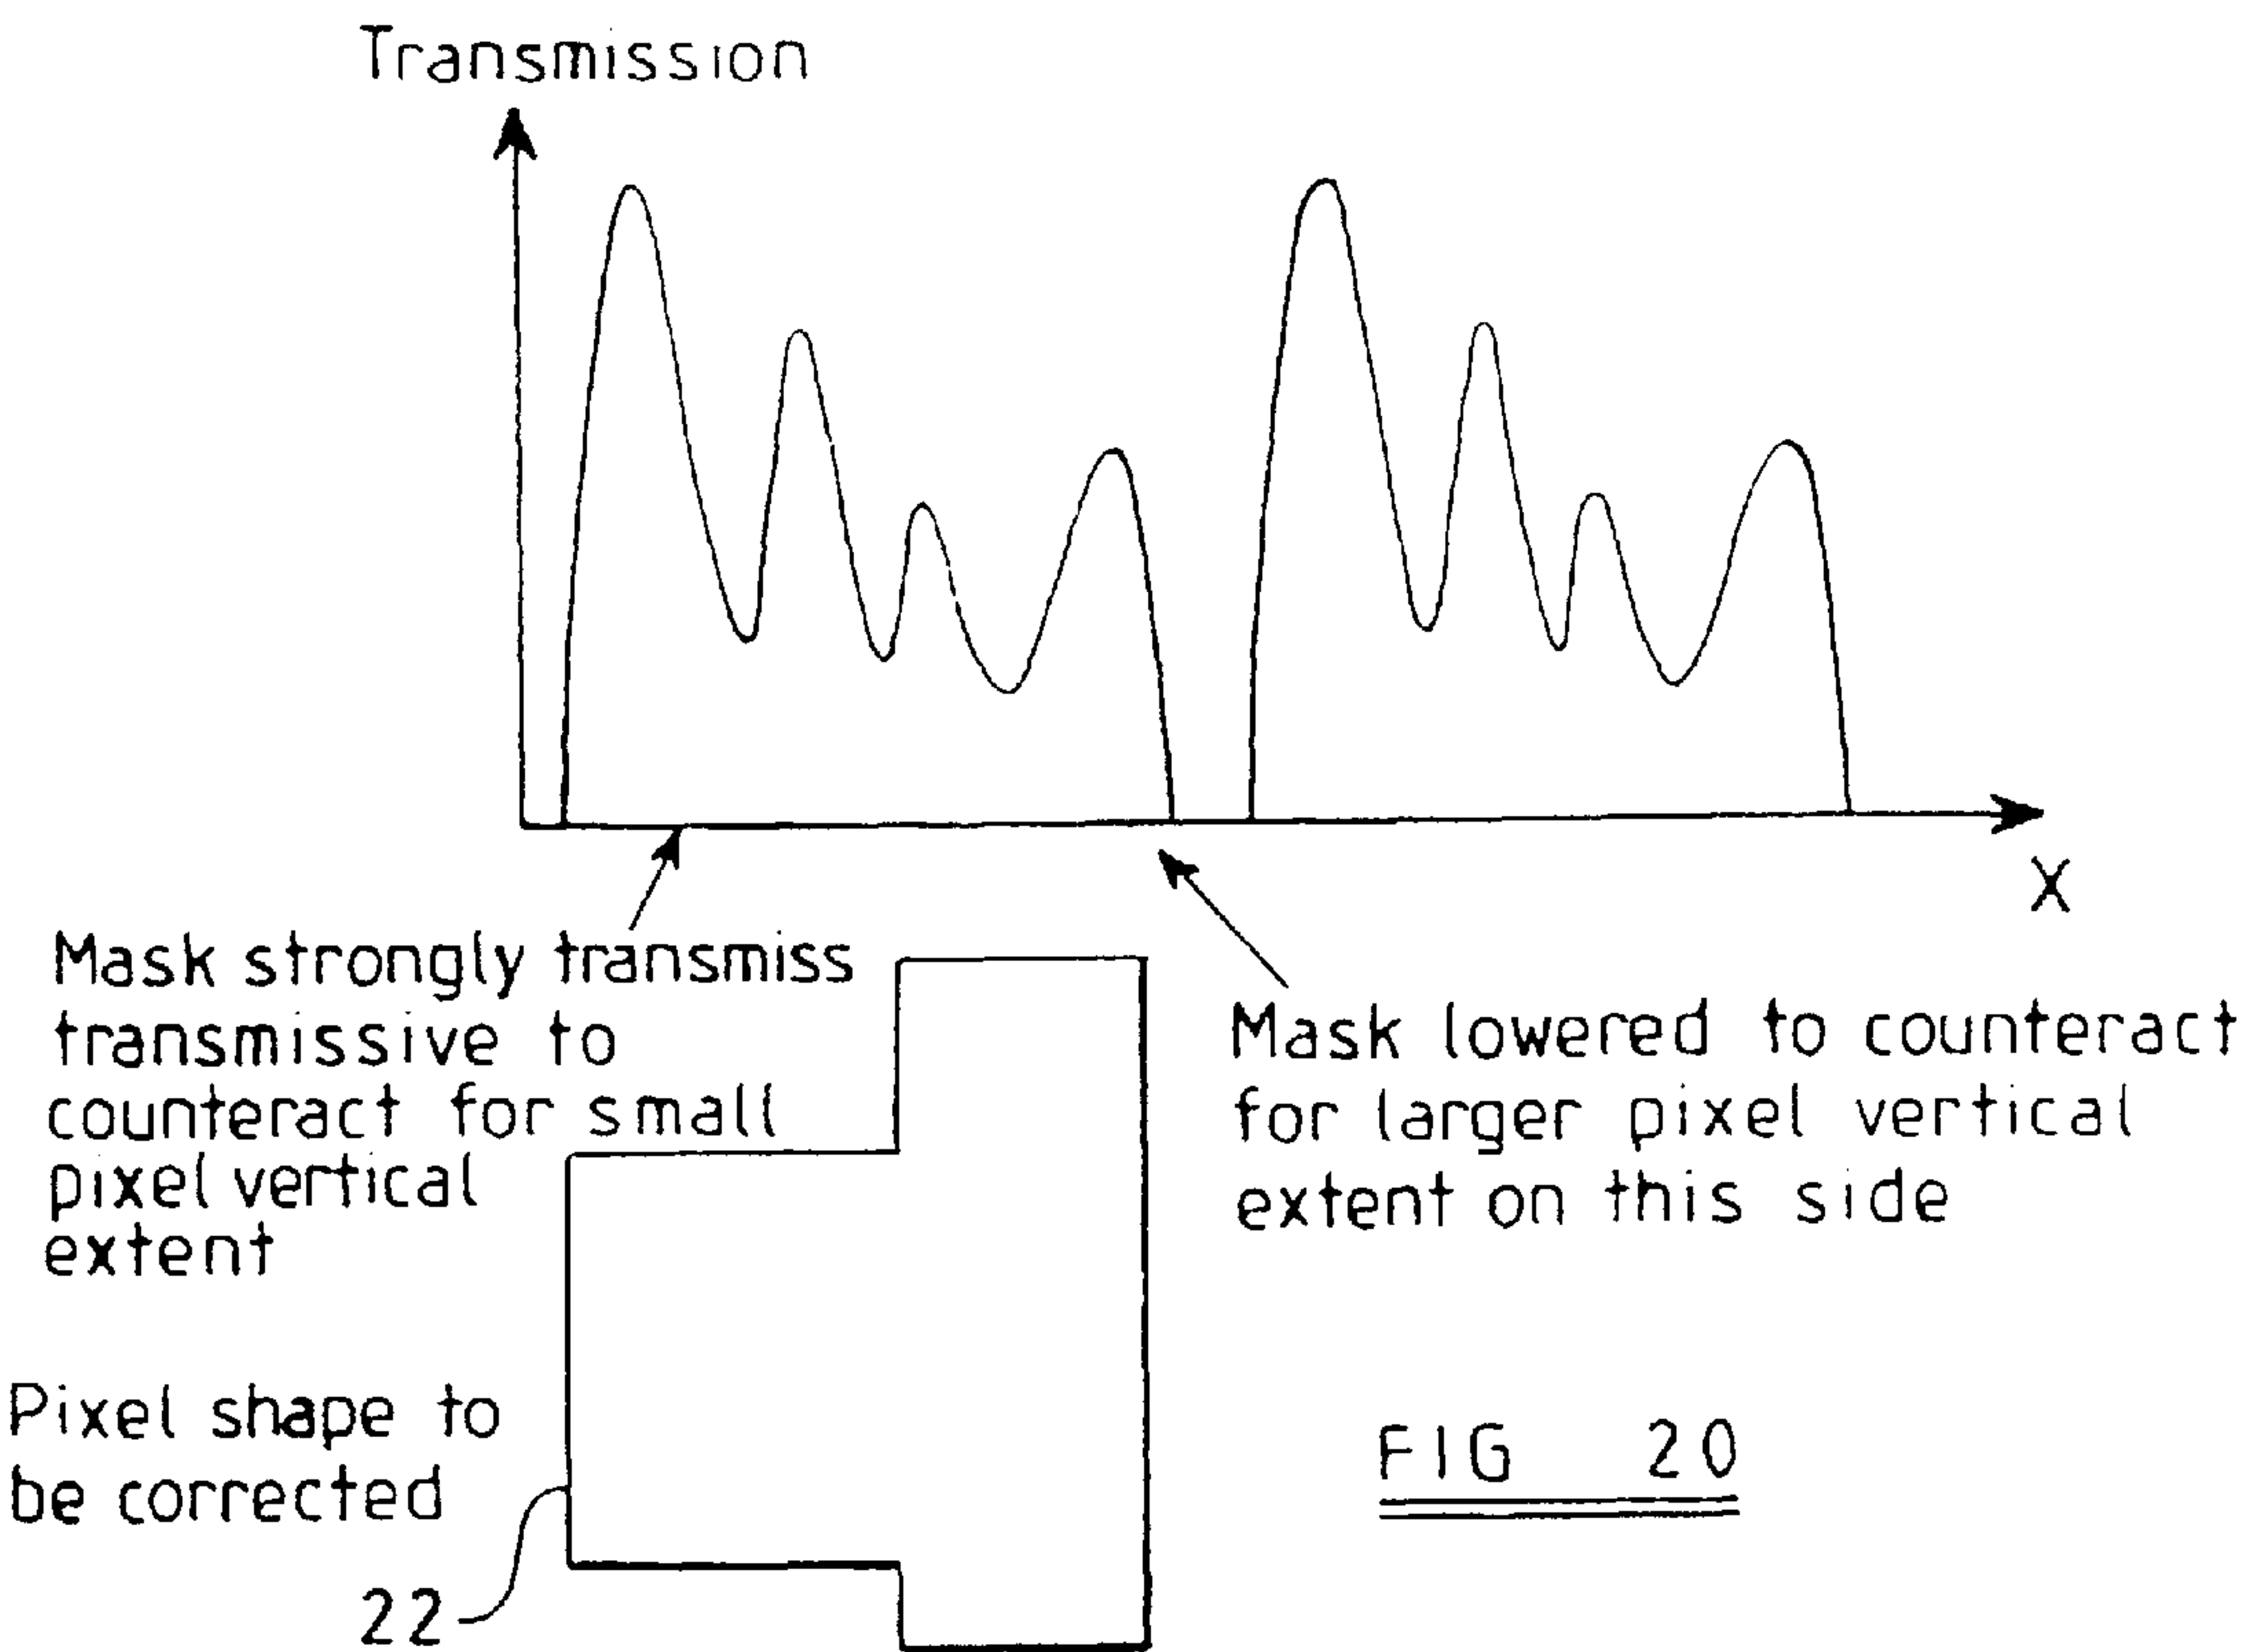 Transmission
X
Mask strongly transmiss
transmissive to
counteract for small
pixel vertical
extent
Mask lowered to counteract
for larger pixel vertical
extent on this side
Pixel shape to
be corrected
22
FIG 20